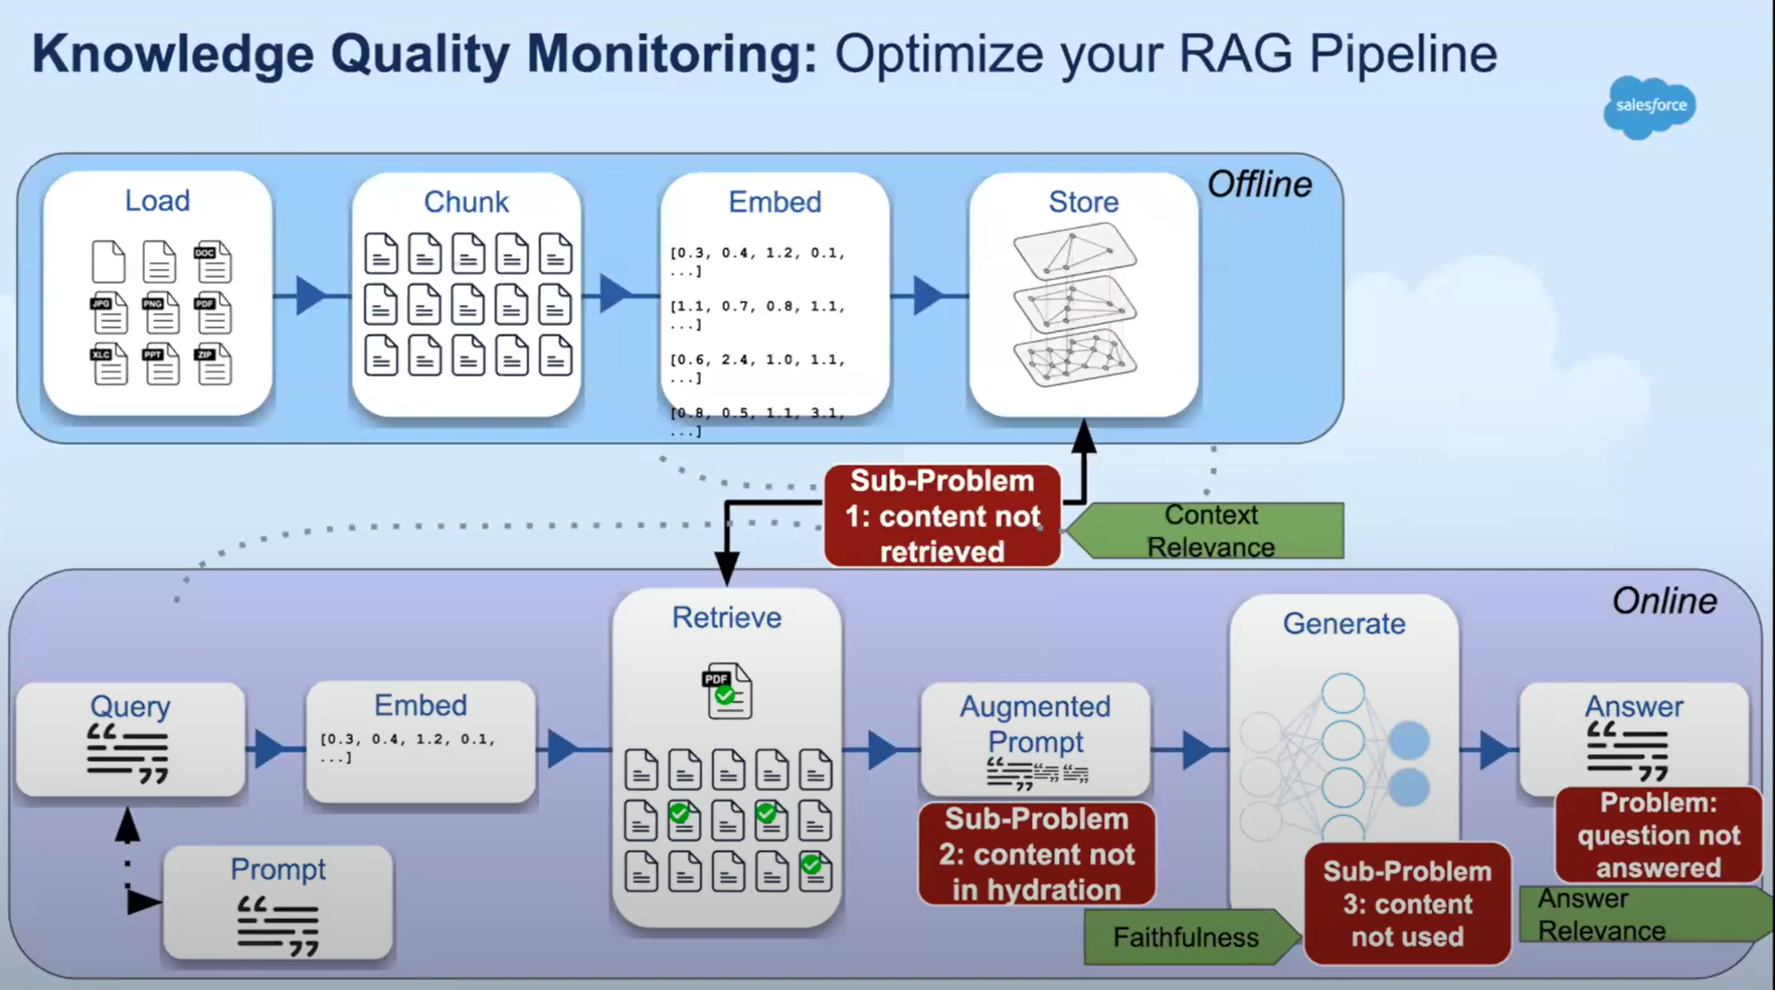 Knowledge Quality Monitoring: Optimize your RAG Pipeline
salesforce
Offline
Load
DOC
JPG
PNG
PDF
XLC
PPT
ZIP
Chunk
Embed
[0.3, 0.4, 1.2, 0.1,
...]
[1.1, 0.7, 0.8, 1.1,
...]
[0.6, 2.4, 1.0, 1.1,
...]
[0.8, 0.5, 1.1, 3.1,
...]
Store
Sub-Problem
1: content not
retrieved
Context
Relevance
Online
Query
Prompt
Embed
[0.3, 0.4, 1.2, 0.1,
...]
Retrieve
PDF
Augmented
Prompt
Sub-Problem
2: content not
in hydration
Generate
Faithfulness
Sub-Problem
3: content
not used
Answer
Problem:
question not
answered
Answer
Relevance